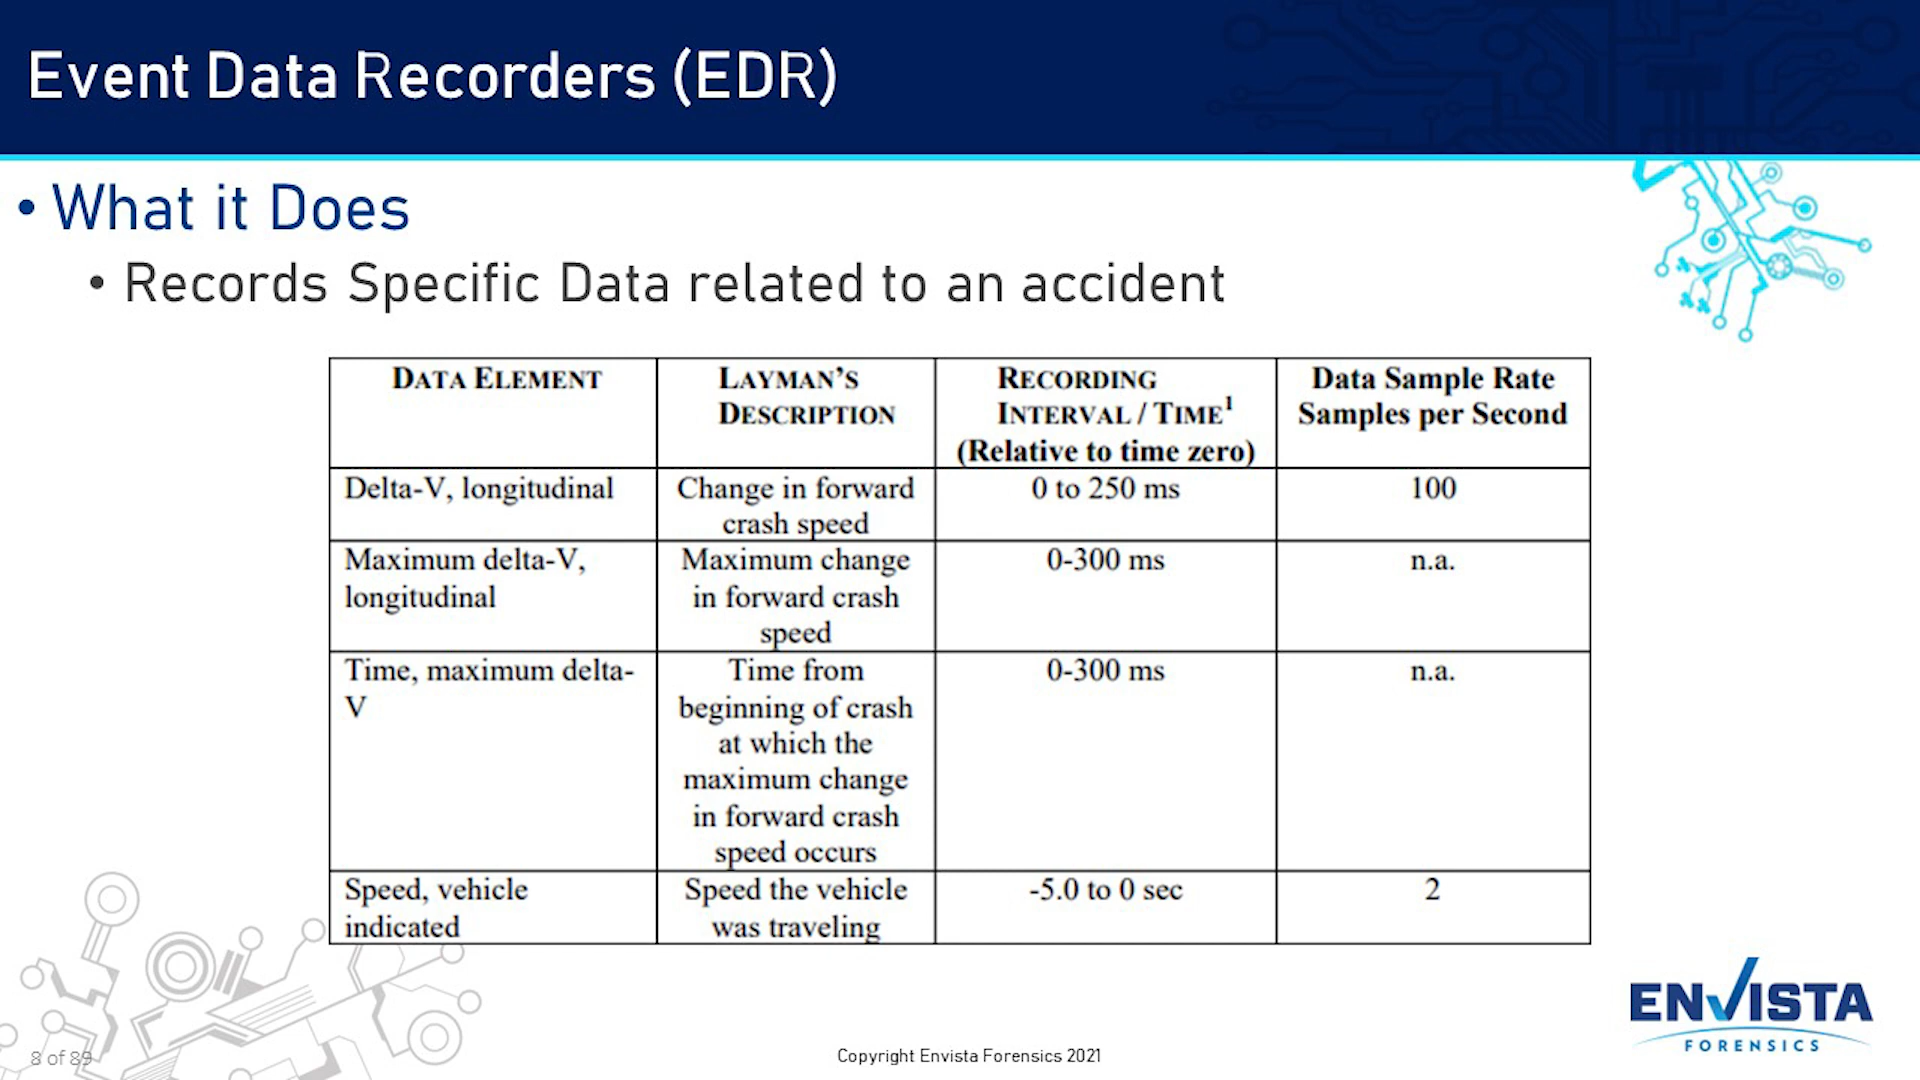 Event Data Recorders (EDR)
• What it Does
• Records Specific Data related to an accident
DATA ELEMENT
LAYMAN'S
DESCRIPTION
RECORDING
INTERVAL / TIME¹
(Relative to time zero)
Data Sample Rate
Samples per Second
Delta-V, longitudinal
Change in forward
crash speed
0 to 250 ms
100
Maximum delta-V,
longitudinal
Maximum change
in forward crash
speed
0-300 ms
n.a.
Time, maximum delta-
V
Time from
beginning of crash
at which the
maximum change
in forward crash
speed occurs
0-300 ms
n.a.
Speed, vehicle
indicated
Speed the vehicle
was traveling
-5.0 to 0 sec
2
ENVISTA
FORENSICS
8 of 89
Copyright Envista Forensics 2021